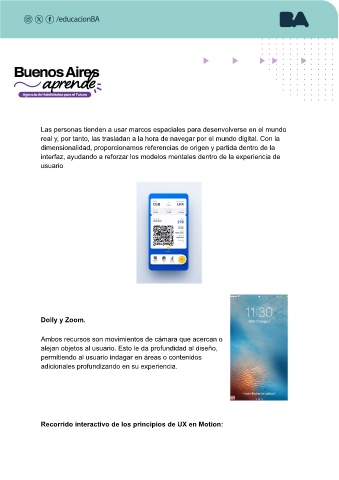 /educacionBA
BA
Buenos Aires
aprende
Agencia de Habilidades para el Futuro
Las personas tienden a usar marcos espaciales para desenvolverse en el mundo
real y, por tanto, las trasladan a la hora de navegar por el mundo digital. Con la
dimensionalidad, proporcionamos referencias de origen y partida dentro de la
interfaz, ayudando a reforzar los modelos mentales dentro de la experiencia de
usuario
Dolly y Zoom.
11:30
Ambos recursos son movimientos de cámara que acercan o
alejan objetos al usuario. Esto le da profundidad al diseño,
permitiendo al usuario indagar en áreas o contenidos
adicionales profundizando en su experiencia.
Recorrido interactivo de los principios de UX en Motion: